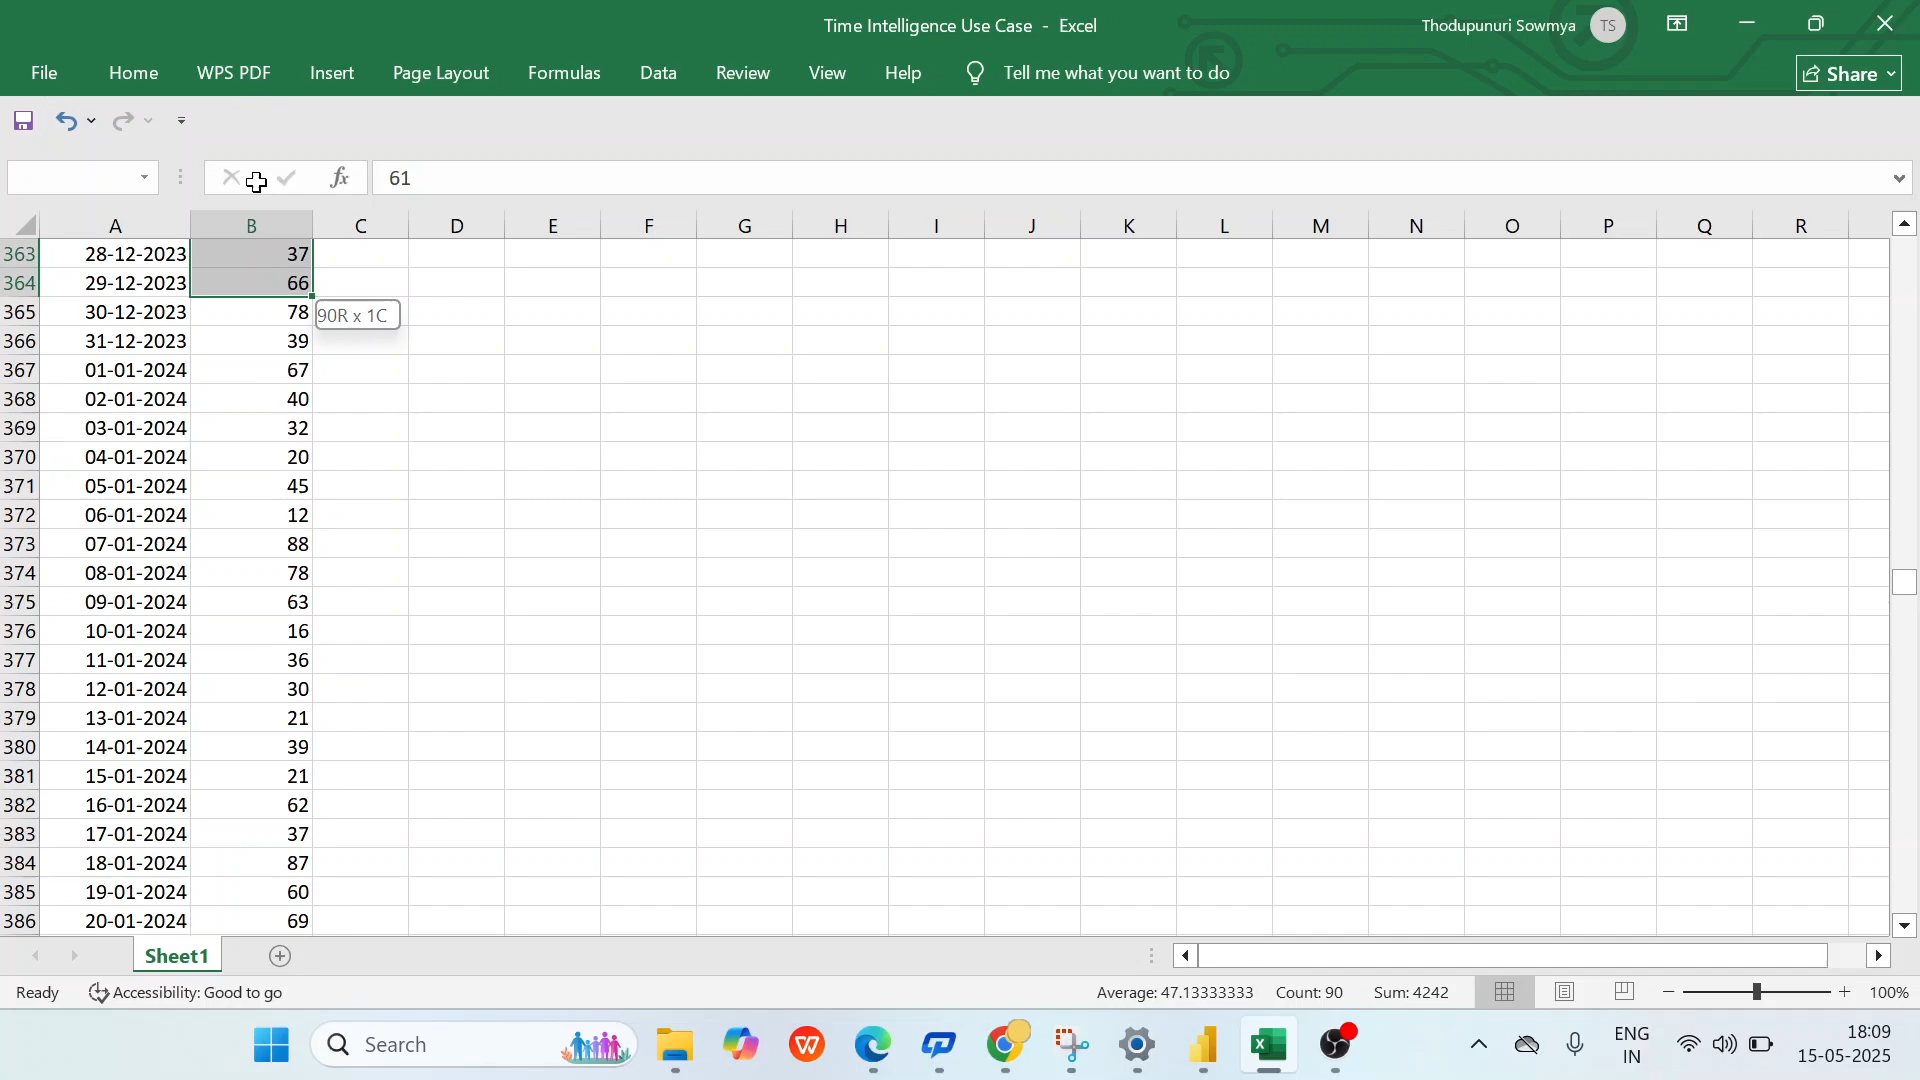 Time Intelligence Use Case - Excel
Thodupunuri Sowmya TS
File Home WPS PDF Insert Page Layout Formulas Data Review View Help Tell me what you want to do Share
fx 61
A B C D E F G H I J K L M N O P Q R
363 28-12-2023 37
364 29-12-2023 66
365 30-12-2023 78 90R x 1C
366 31-12-2023 39
367 01-01-2024 67
368 02-01-2024 40
369 03-01-2024 32
370 04-01-2024 20
371 05-01-2024 45
372 06-01-2024 12
373 07-01-2024 88
374 08-01-2024 78
375 09-01-2024 63
376 10-01-2024 16
377 11-01-2024 36
378 12-01-2024 30
379 13-01-2024 21
380 14-01-2024 39
381 15-01-2024 21
382 16-01-2024 62
383 17-01-2024 37
384 18-01-2024 87
385 19-01-2024 60
386 20-01-2024 69
Sheet1
Ready Accessibility: Good to go Average: 47.13333333 Count: 90 Sum: 4242 100%
Search ENG 18:09
IN 15-05-2025